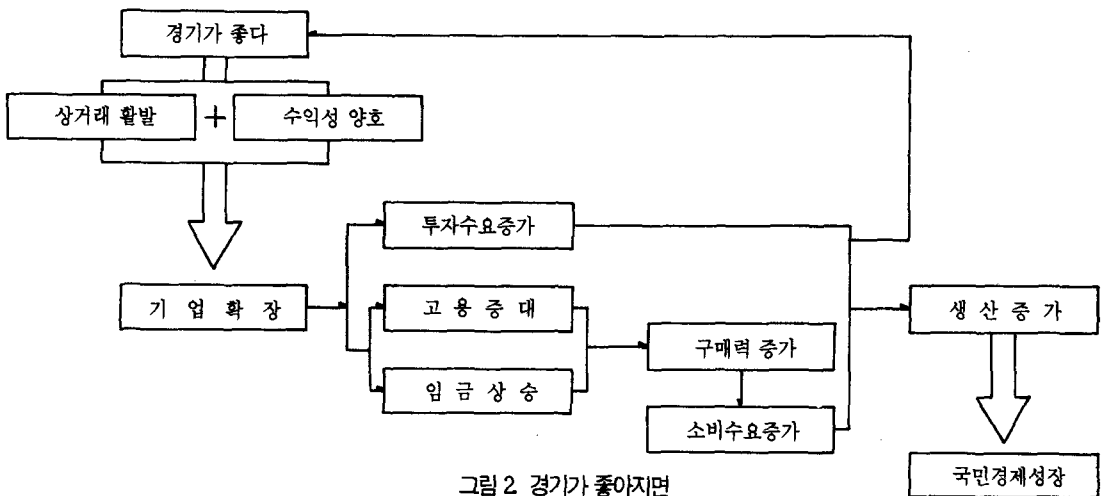 경기가 좋다
상거래 활발 + 수익성 양호
투자수요증가
기 업 확 장
고 용 증 대
생 산 증 가
구매력 증가
임 금 상 승
소비수요증가
국민경제성장
그림 2 경기가 좋아지면